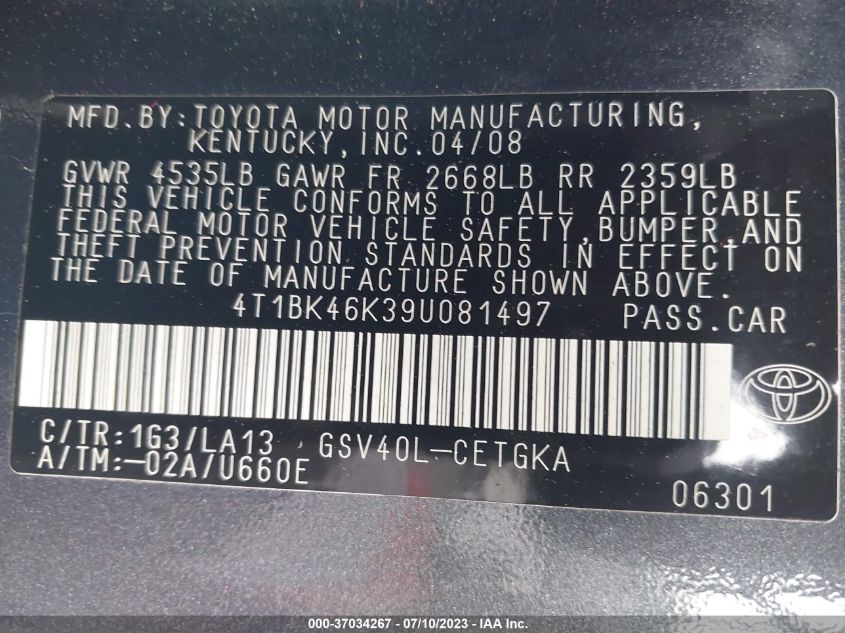 MFD.BY:TOYOTA MOTOR MANUFACTURING,
KENTUCKY,INC.04/08
GVWR 4535LB GAWR FR 2668LB RR 2359LB
THIS VEHICLE CONFORMS TO ALL APPLICABLE
FEDERAL MOTOR VEHICLE SAFETY,BUMPER,AND
THEFT PREVENTION STANDARDS IN EFFECT ON
THE DATE OF MANUFACTURE SHOWN ABOVE.
4T1BK46K39U081497 PASS.CAR
C/TR:1G3/LA13 GSV40L-CETGKA
A/TM:-02A/U660E
06301
000-37034267 - 07/10/2023 - IAA Inc.